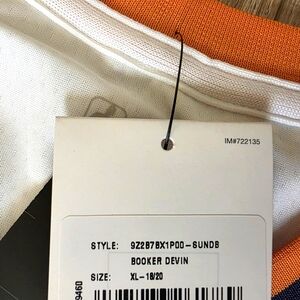 IM#722135
STYLE: 9Z2B7BX1P00-SUNDB
BOOKER DEVIN
SIZE: XL-18/20
9460